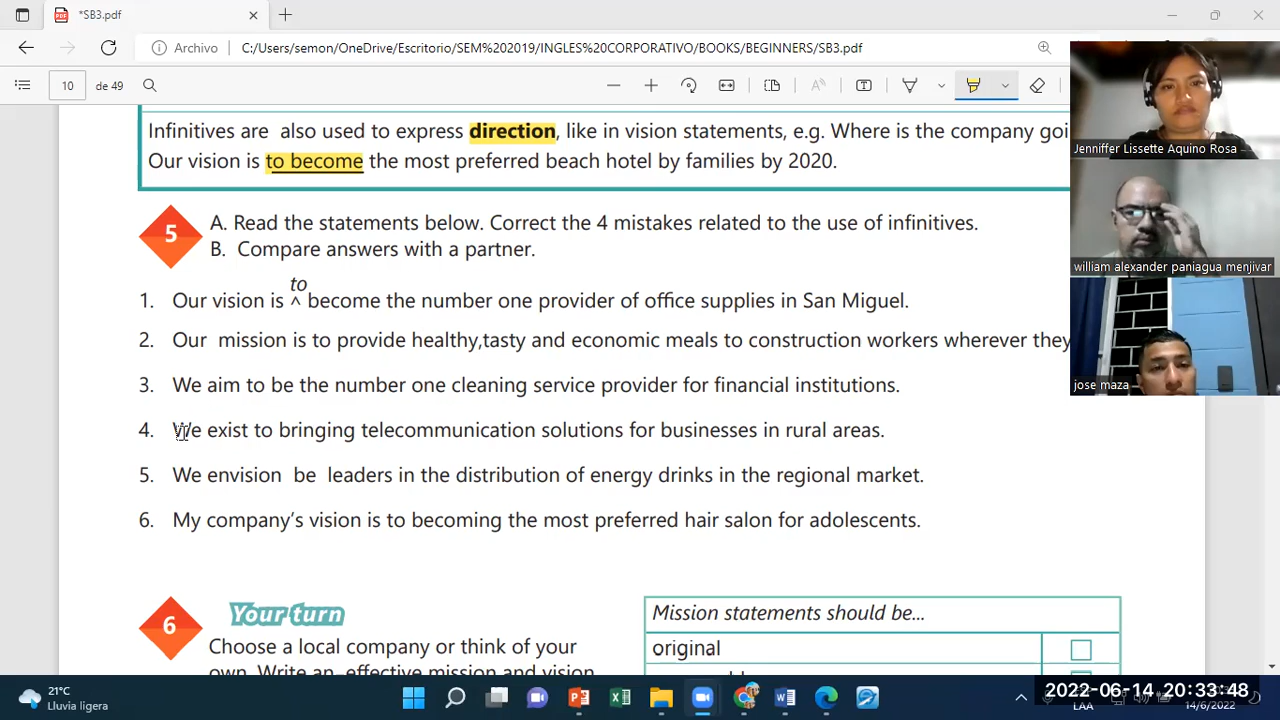 *SB3.pdf
Archivo
C:/Users/semon/OneDrive/Escritorio/SEM%202019/INGLES%20CORPORATIVO/BOOKS/BEGINNERS/SB3.pdf
10 de 49
Infinitives are also used to express direction, like in vision statements, e.g. Where is the company goi
Our vision is to become the most preferred beach hotel by families by 2020.
5
A. Read the statements below. Correct the 4 mistakes related to the use of infinitives.
B. Compare answers with a partner.
to
1. Our vision is ^ become the number one provider of office supplies in San Miguel.
2. Our mission is to provide healthy,tasty and economic meals to construction workers wherever they
3. We aim to be the number one cleaning service provider for financial institutions.
4. We exist to bringing telecommunication solutions for businesses in rural areas.
5. We envision be leaders in the distribution of energy drinks in the regional market.
6. My company's vision is to becoming the most preferred hair salon for adolescents.
6
Your turn
Choose a local company or think of your
own. Write an effective mission and vision
Mission statements should be...
original
Jenniffer Lissette Aquino Rosa
william alexander paniagua menjivar
jose maza
21°C
Lluvia ligera
LAA
2022-06-14 20:33:48
14/6/2022